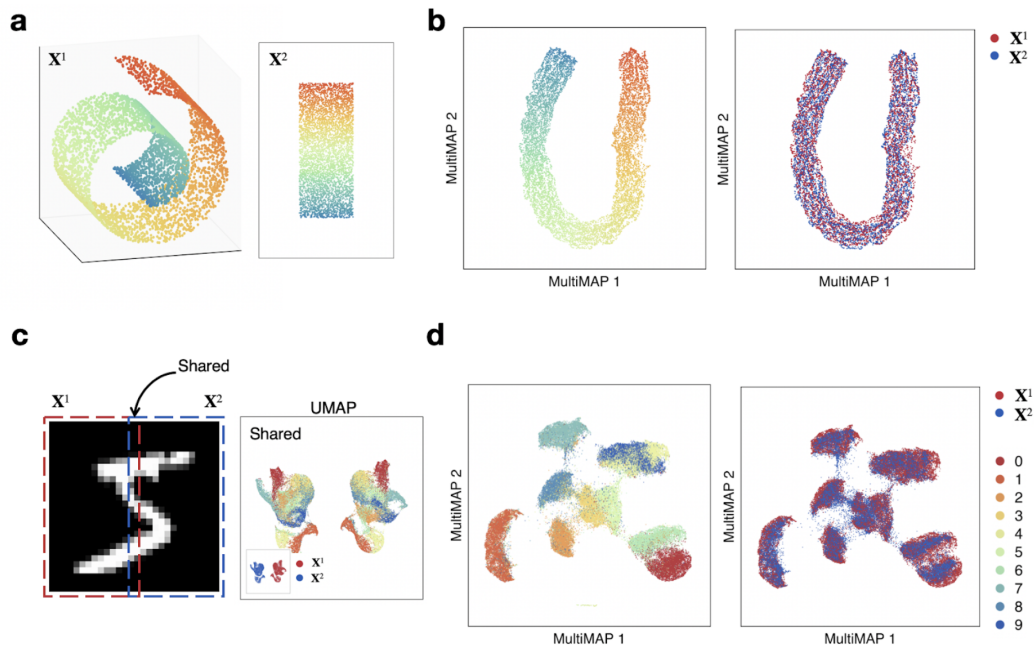 a
X¹
X²
b
MultiMAP 2
MultiMAP 1
MultiMAP 2
MultiMAP 1
X¹
X²
c
Shared
X¹
X²
UMAP
Shared
X¹
X²
d
MultiMAP 2
MultiMAP 1
MultiMAP 2
MultiMAP 1
X¹
X²
0
1
2
3
4
5
6
7
8
9